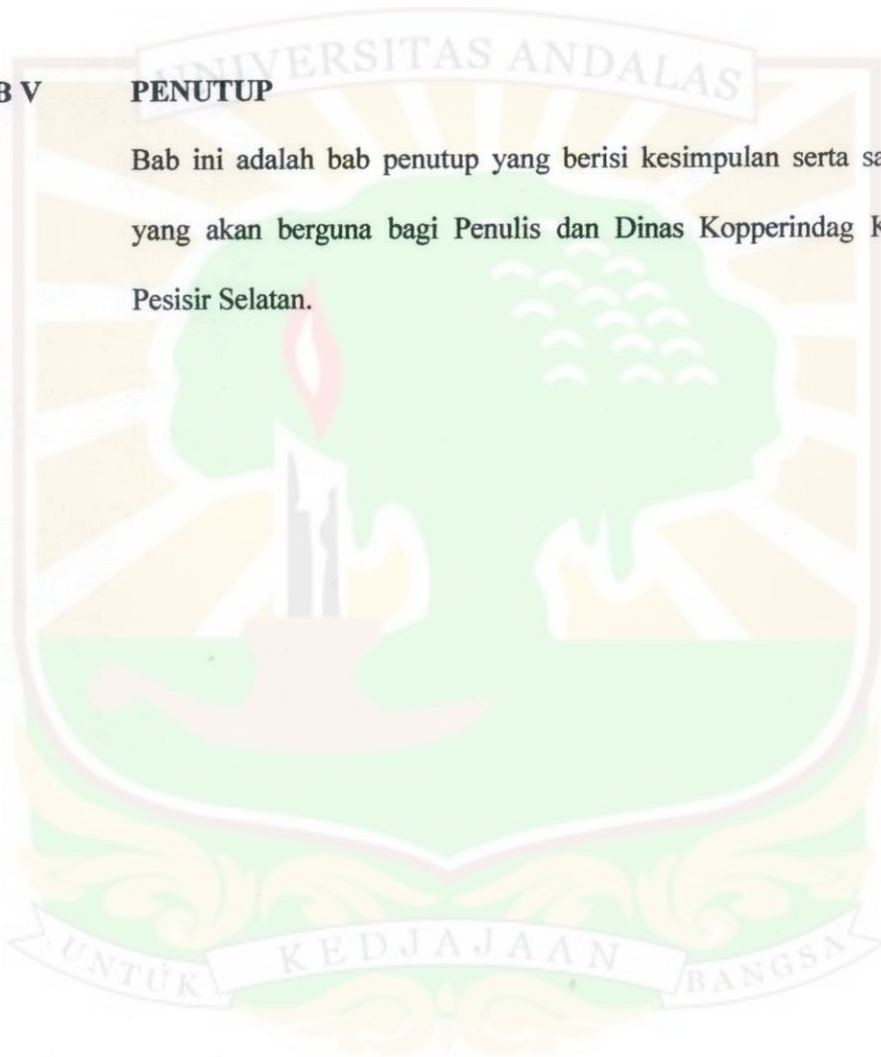 UNIVERSITAS ANDALAS
B V PENUTUP
Bab ini adalah bab penutup yang berisi kesimpulan serta sa
yang akan berguna bagi Penulis dan Dinas Kopperindag K
Pesisir Selatan.
UNTUK KEDJAJAAN BANGSA